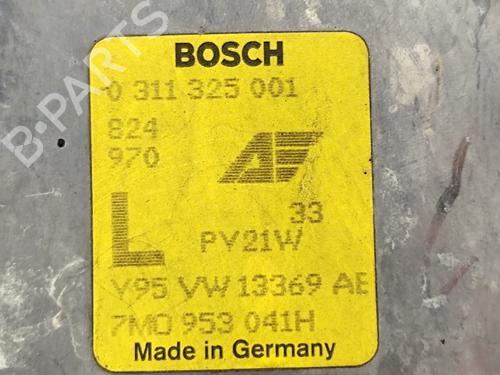 BOSCH
0 311 325 001
824
970
L
33
PY21W
Y95 VW 13369 AE
7M0 953 041H
Made in Germany
B-PARTS